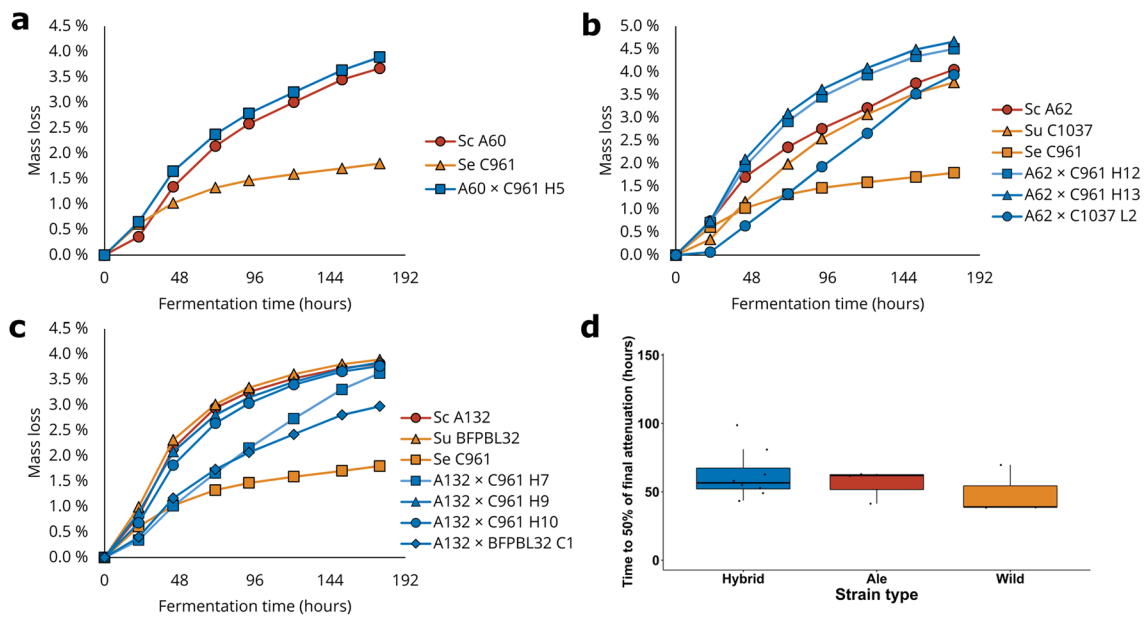 a
4.5 %
4.0 %
3.5 %
3.0 %
2.5 %
2.0 %
1.5 %
1.0 %
0.5 %
0.0 %
Mass loss
0 48 96 144 192
Fermentation time (hours)
Sc A60
Se C961
A60 × C961 H5
b
5.0 %
4.5 %
4.0 %
3.5 %
3.0 %
2.5 %
2.0 %
1.5 %
1.0 %
0.5 %
0.0 %
Mass loss
0 48 96 144 192
Fermentation time (hours)
Sc A62
Su C1037
Se C961
A62 × C961 H12
A62 × C961 H13
A62 × C1037 L2
c
4.5 %
4.0 %
3.5 %
3.0 %
2.5 %
2.0 %
1.5 %
1.0 %
0.5 %
0.0 %
Mass loss
0 48 96 144 192
Fermentation time (hours)
Sc A132
Su BFPBL32
Se C961
A132 × C961 H7
A132 × C961 H9
A132 × C961 H10
A132 × BFPBL32 C1
d
Time to 50% of final attenuation (hours)
150
100
50
0
Hybrid Ale Wild
Strain type